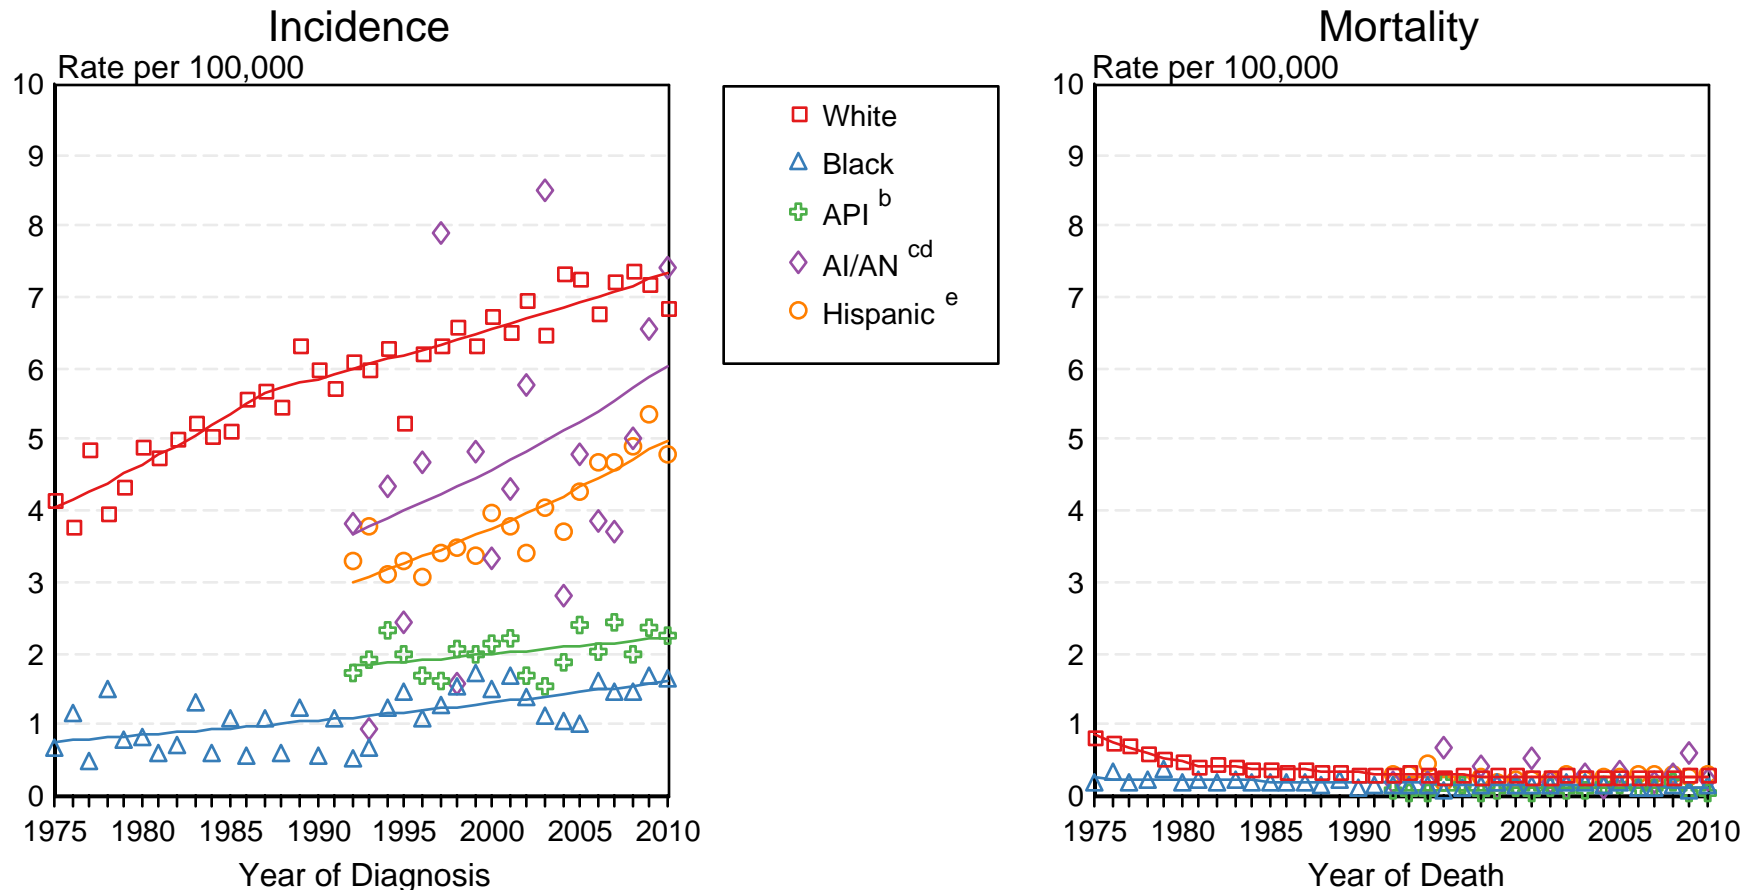 Incidence
Rate per 100,000
10
9
8
7
6
5
4
3
2
1
0
1975 1980 1985 1990 1995 2000 2005 2010
Year of Diagnosis
White
Black
API b
AI/AN cd
Hispanic e
Mortality
Rate per 100,000
10
9
8
7
6
5
4
3
2
1
0
1975 1980 1985 1990 1995 2000 2005 2010
Year of Death